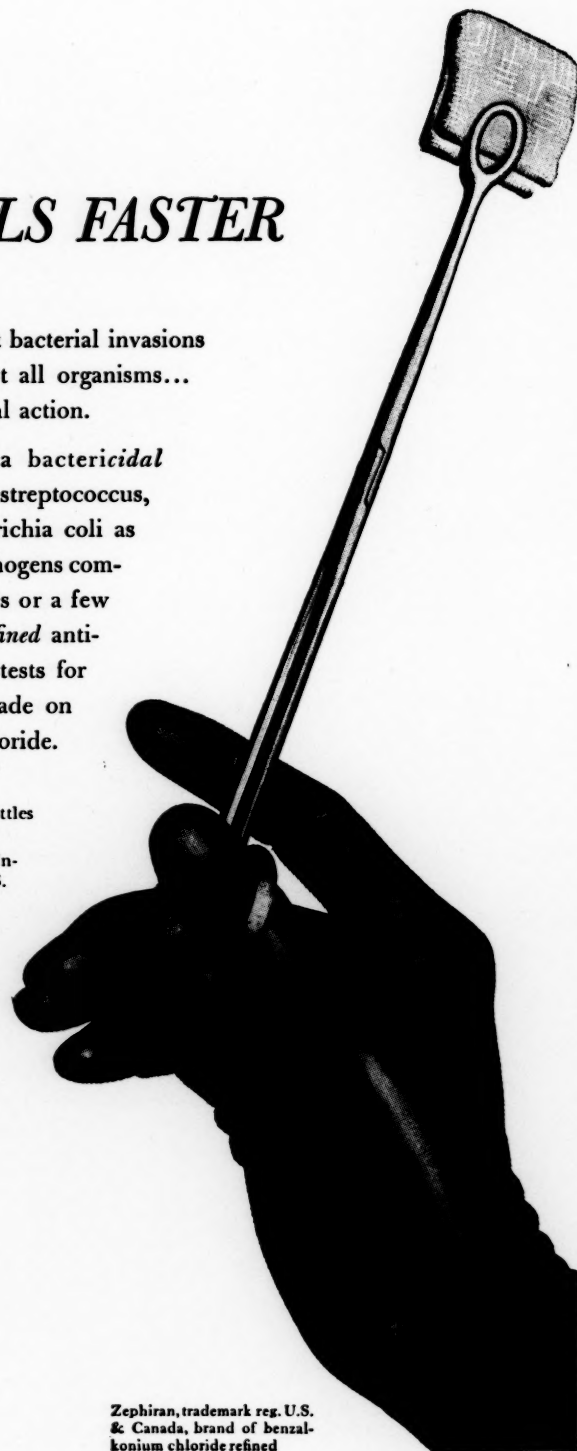 LS FASTER
bacterial invasions
t all organisms...
al action.
a bactericidal
streptococcus,
richia coli as
hogens com-
s or a few
fined anti-
tests for
ade on
oride.
ttles
n-
Zephiran, trademark reg. U.S.
& Canada, brand of benzal-
konium chloride refined